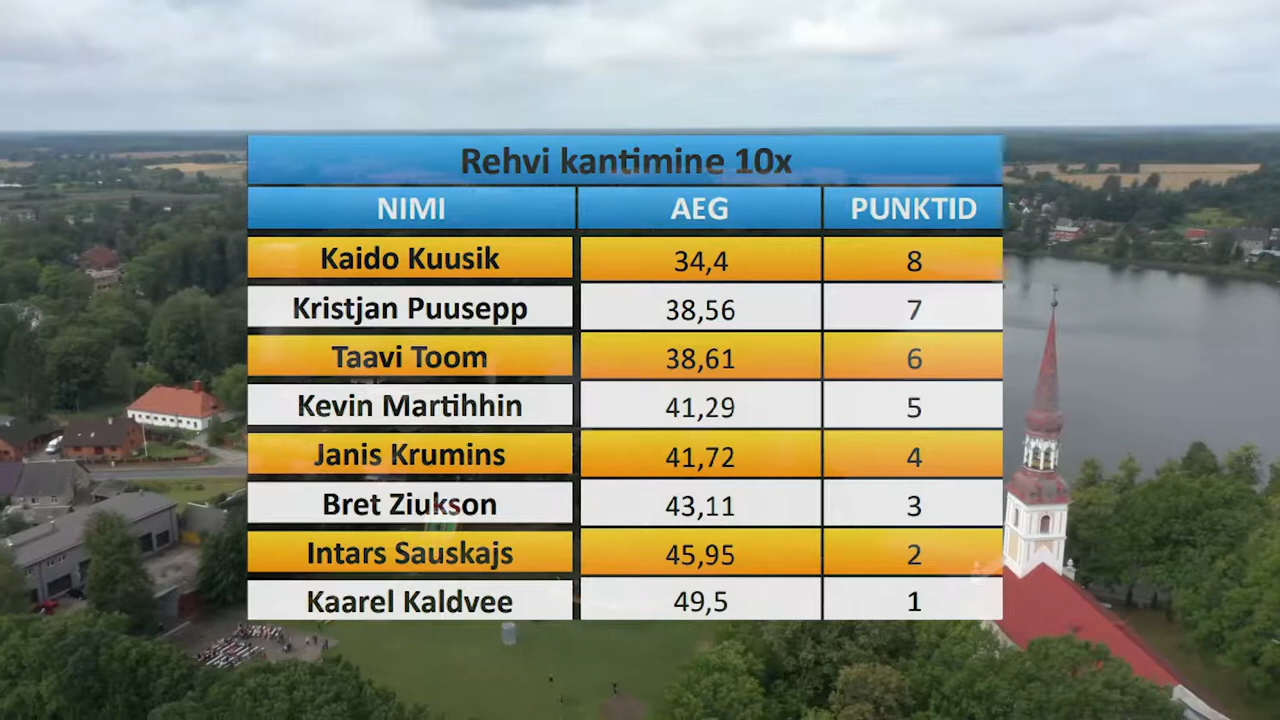 Rehvi kantimine 10x
NIMI AEG PUNKTID
Kaido Kuusik 34,4 8
Kristjan Puusepp 38,56 7
Taavi Toom 38,61 6
Kevin Martihhin 41,29 5
Janis Krumins 41,72 4
Bret Ziukson 43,11 3
Intars Sauskajs 45,95 2
Kaarel Kaldvee 49,5 1